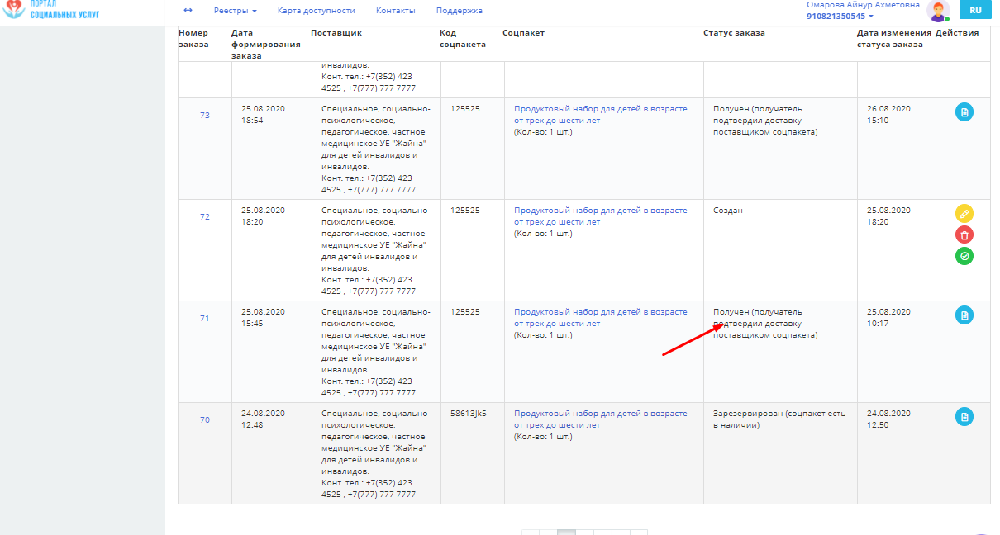 ПОРТАЛ
СОЦИАЛЬНЫХ УСЛУГ
Реестры
Карта доступности
Контакты
Поддержка
Омарова Айнур Ахметовна
910821350545
RU
Номер заказа
Дата формирования заказа
Поставщик
Код соцпакета
Соцпакет
Статус заказа
Дата изменения статуса заказа
Действия
инвалидов.
Конт. тел.: +7(352) 423
4525 , +7(777) 777 7777
73
25.08.2020
18:54
Специальное, социально-
психологическое,
педагогическое, частное
медицинское УЕ "Жайна"
для детей инвалидов и
инвалидов.
Конт. тел.: +7(352) 423
4525 , +7(777) 777 7777
125525
Продуктовый набор для детей в возрасте
от трех до шести лет
(Кол-во: 1 шт.)
Получен (получатель
подтвердил доставку
поставщиком соцпакета)
26.08.2020
15:10
72
25.08.2020
18:20
Специальное, социально-
психологическое,
педагогическое, частное
медицинское УЕ "Жайна"
для детей инвалидов и
инвалидов.
Конт. тел.: +7(352) 423
4525 , +7(777) 777 7777
125525
Продуктовый набор для детей в возрасте
от трех до шести лет
(Кол-во: 1 шт.)
Создан
25.08.2020
18:20
71
25.08.2020
15:45
Специальное, социально-
психологическое,
педагогическое, частное
медицинское УЕ "Жайна"
для детей инвалидов и
инвалидов.
Конт. тел.: +7(352) 423
4525 , +7(777) 777 7777
125525
Продуктовый набор для детей в возрасте
от трех до шести лет
(Кол-во: 1 шт.)
Получен (получатель
подтвердил доставку
поставщиком соцпакета)
25.08.2020
10:17
70
24.08.2020
12:48
Специальное, социально-
психологическое,
педагогическое, частное
медицинское УЕ "Жайна"
для детей инвалидов и
инвалидов.
Конт. тел.: +7(352) 423
4525 , +7(777) 777 7777
58613Jk5
Продуктовый набор для детей в возрасте
от трех до шести лет
(Кол-во: 1 шт.)
Зарезервирован (соцпакет есть
в наличии)
24.08.2020
12:50